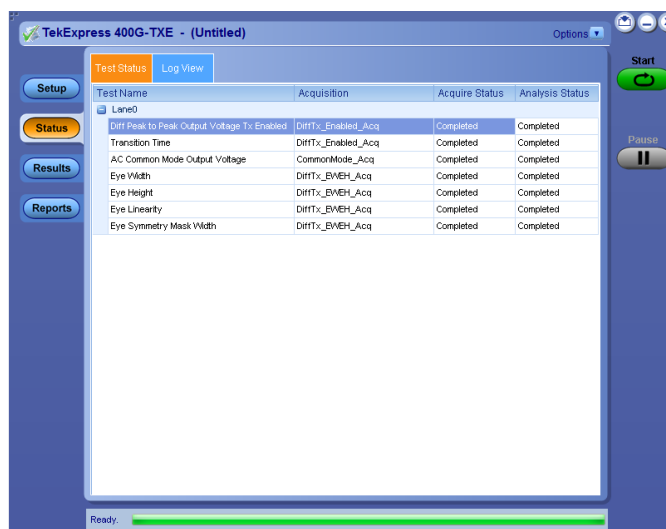 TekExpress 400G-TXE - (Untitled)
Options
Start
Pause
Setup
Status
Results
Reports
Test Status
Log View
Test Name Acquisition Acquire Status Analysis Status
Lane0
Diff Peak to Peak Output Voltage Tx Enabled DiffTx_Enabled_Acq Completed Completed
Transition Time DiffTx_Enabled_Acq Completed Completed
AC Common Mode Output Voltage CommonMode_Acq Completed Completed
Eye Width DiffTx_EWEH_Acq Completed Completed
Eye Height DiffTx_EWEH_Acq Completed Completed
Eye Linearity DiffTx_EWEH_Acq Completed Completed
Eye Symmetry Mask Width DiffTx_EWEH_Acq Completed Completed
Ready.